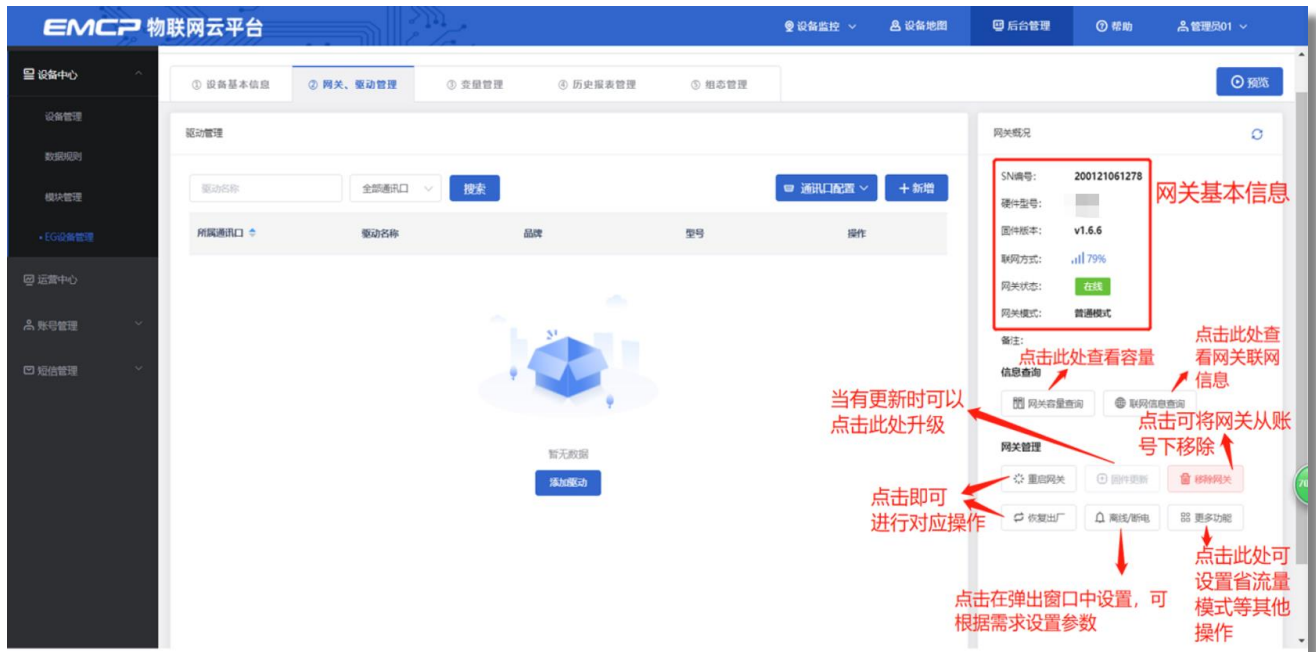 EMCP 物联网云平台
设备监控
设备地图
后台管理
帮助
管理员01
设备中心
设备管理
数据规则
模块管理
EG设备管理
运营中心
账号管理
短信管理
① 设备基本信息
② 网关、驱动管理
③ 变量管理
④ 历史报表管理
⑤ 组态管理
预览
驱动管理
驱动名称
全部通讯口
搜索
通讯口配置
+ 新增
所属通讯口
驱动名称
品牌
型号
操作
暂无数据
添加驱动
网关概况
SN编号: 200121061278
硬件型号:
固件版本: v1.6.6
联网方式: 79%
网关状态: 在线
网关模式: 普通模式
网关基本信息
备注:
点击此处查看容量
点击此处查
看网关联网
信息
信息查询
网关容量查询
联网信息查询
当有更新时可以
点击此处升级
点击可将网关从账
号下移除
网关管理
重启网关
固件更新
移除网关
点击即可
进行对应操作
恢复出厂
离线/断电
更多功能
点击此处可
设置省流量
模式等其他
操作
点击在弹出窗口中设置，可
根据需求设置参数